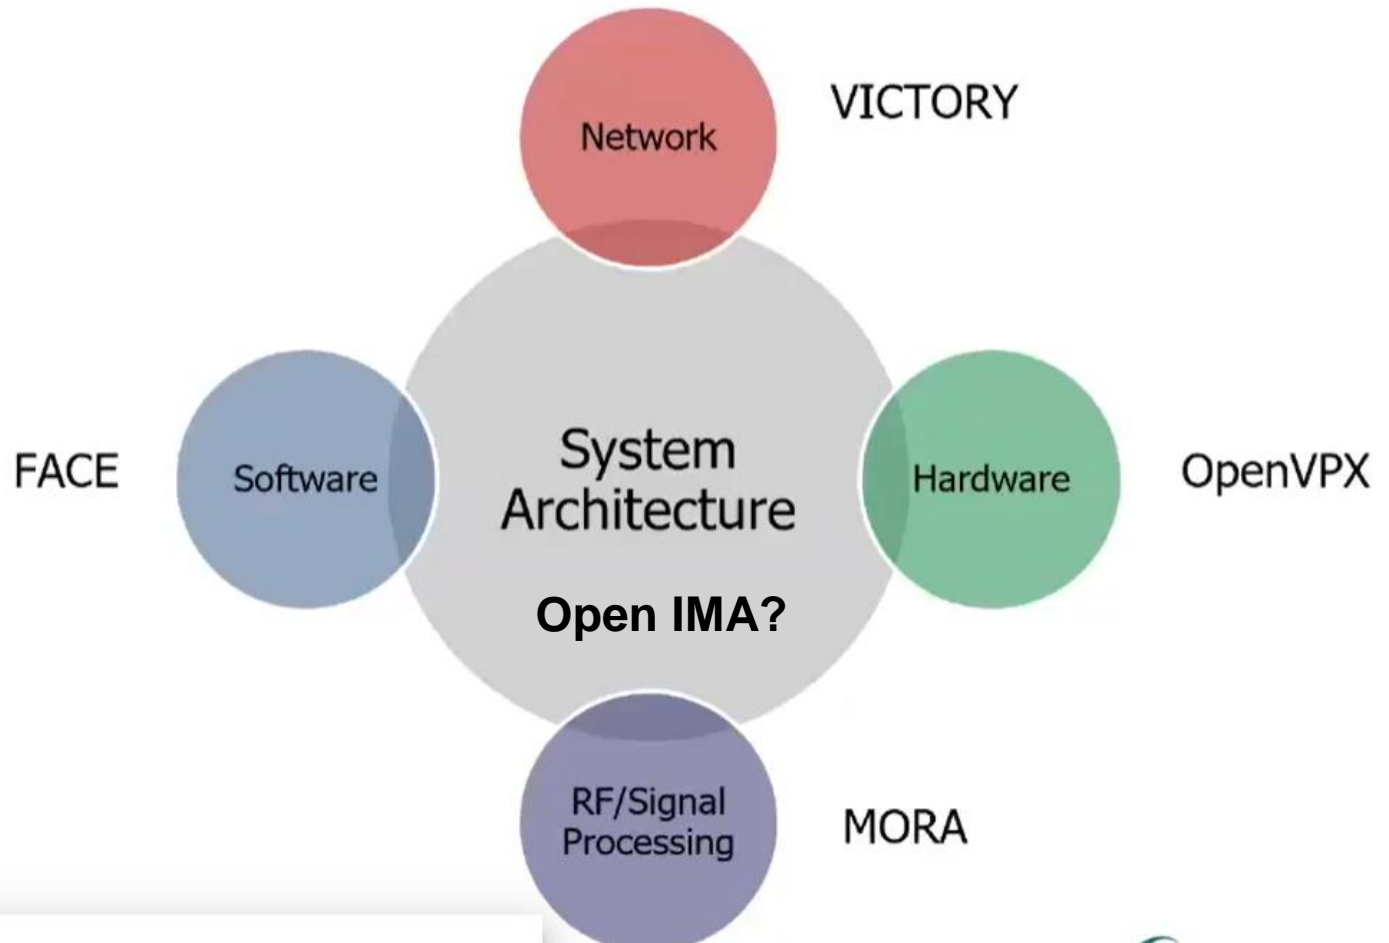 VICTORY
Network
FACE
Software
System
Architecture
Open IMA?
Hardware
OpenVPX
RF/Signal
Processing
MORA